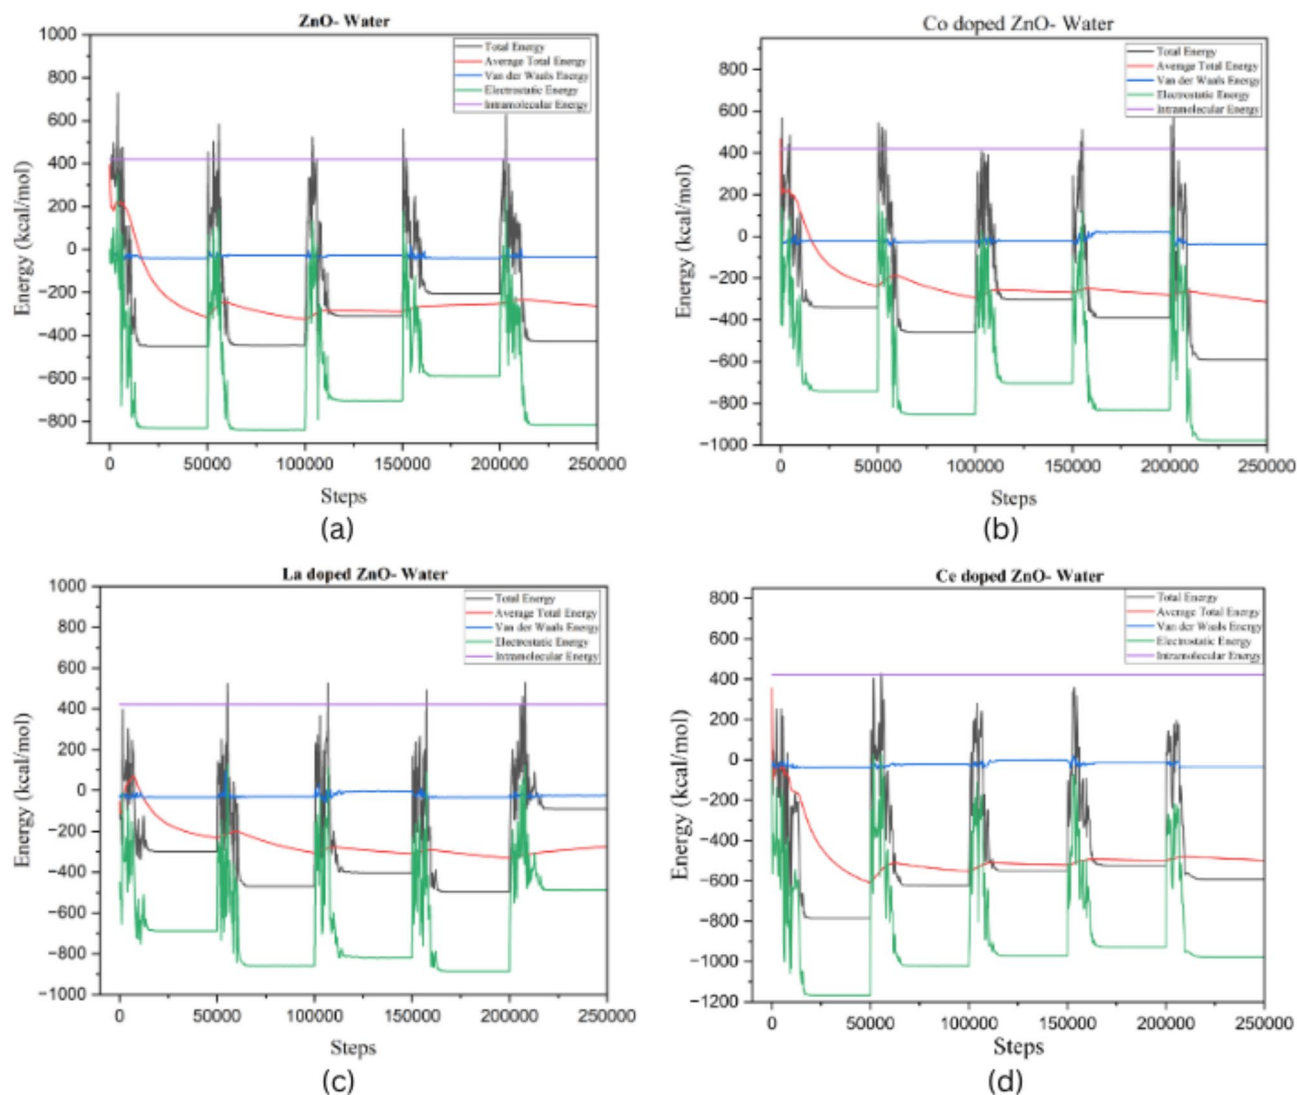 ZnO- Water
Energy (kcal/mol)
1000
800
600
400
200
0
−200
−400
−600
−800
Total Energy
Average Total Energy
Van der Waals Energy
Electrostatic Energy
Intramolecular Energy
0 50000 100000 150000 200000 250000
Steps
(a)
Co doped ZnO- Water
Energy (kcal/mol)
800
600
400
200
0
−200
−400
−600
−800
−1000
Total Energy
Average Total Energy
Van der Waals Energy
Electrostatic Energy
Intramolecular Energy
0 50000 100000 150000 200000 250000
Steps
(b)
La doped ZnO- Water
Energy (kcal/mol)
1000
800
600
400
200
0
−200
−400
−600
−800
−1000
Total Energy
Average Total Energy
Van der Waals Energy
Electrostatic Energy
Intramolecular Energy
0 50000 100000 150000 200000 250000
Steps
(c)
Ce doped ZnO- Water
Energy (kcal/mol)
800
600
400
200
0
−200
−400
−600
−800
−1000
−1200
Total Energy
Average Total Energy
Van der Waals Energy
Electrostatic Energy
Intramolecular Energy
0 50000 100000 150000 200000 250000
Steps
(d)